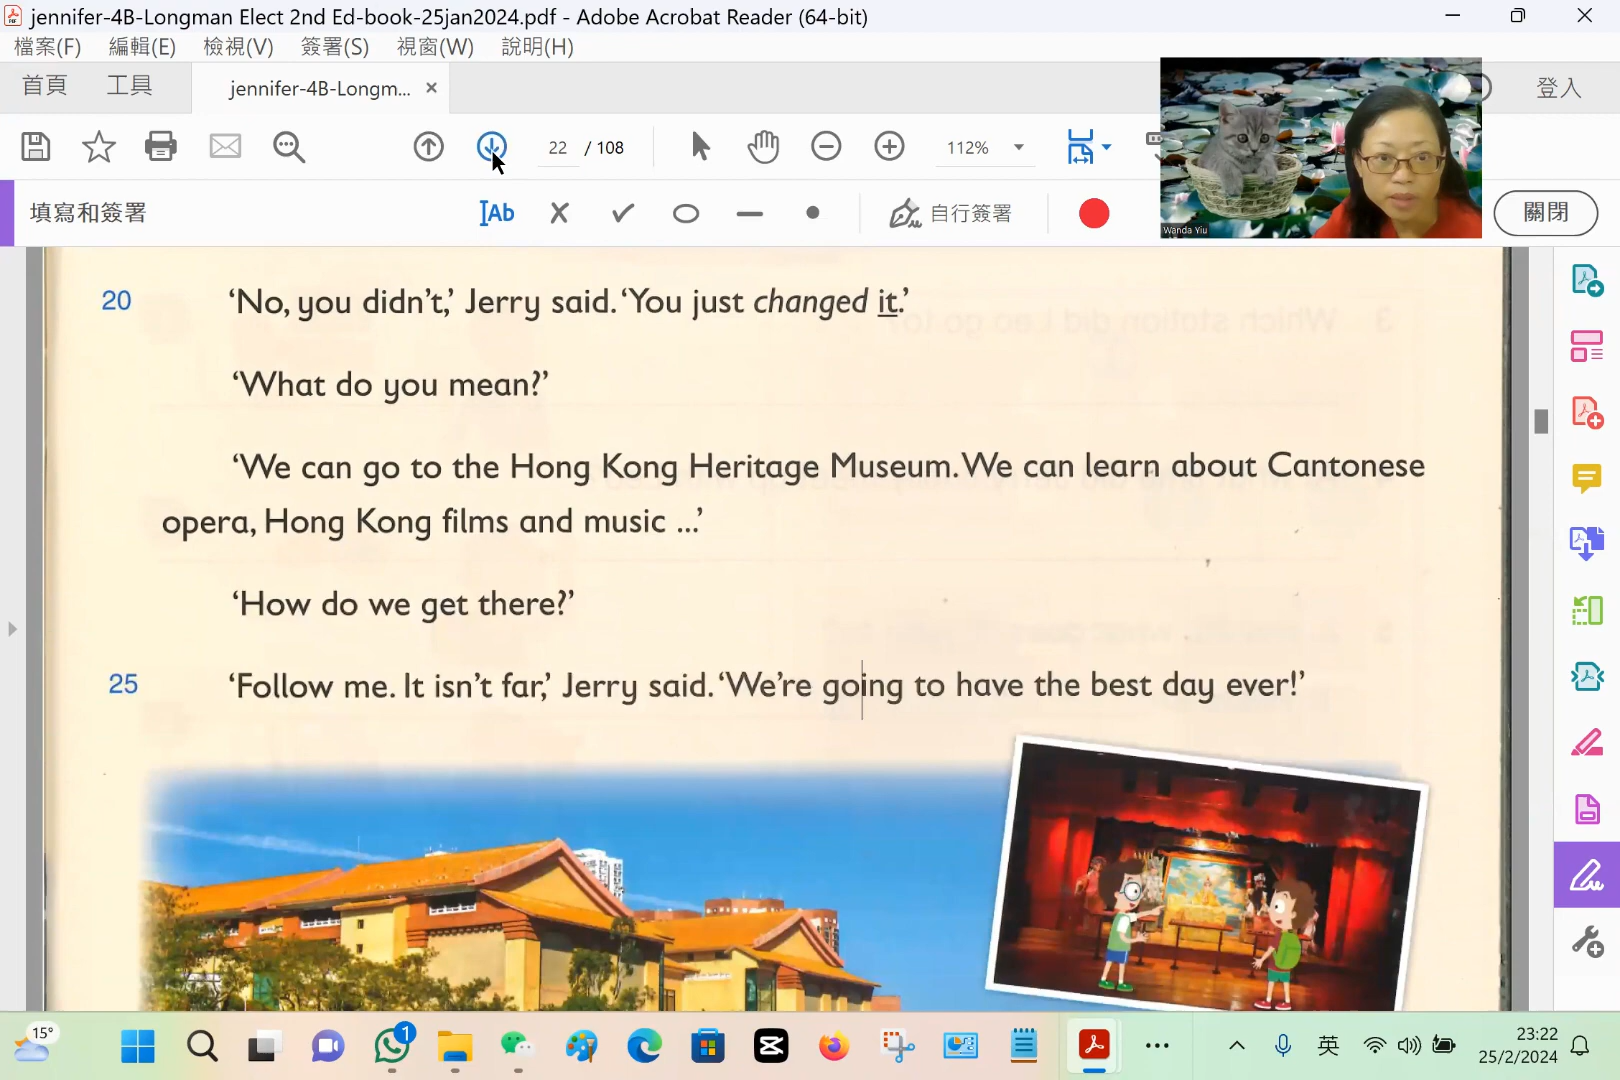 jennifer-4B-Longman Elect 2nd Ed-book-25jan2024.pdf - Adobe Acrobat Reader (64-bit)
檔案(F) 編輯(E) 檢視(V) 簽署(S) 視窗(W) 說明(H)
首頁 工具 jennifer-4B-Longm... × 登入
22 / 108 112%
填寫和簽署 Ab 自行簽署 關閉
Wanda Yiu
20 ‘No, you didn’t,’ Jerry said. ‘You just changed it.’
‘What do you mean?’
‘We can go to the Hong Kong Heritage Museum. We can learn about Cantonese
opera, Hong Kong films and music ...’
‘How do we get there?’
25 ‘Follow me. It isn’t far,’ Jerry said. ‘We’re going to have the best day ever!’
15° 1 英 23:22
25/2/2024